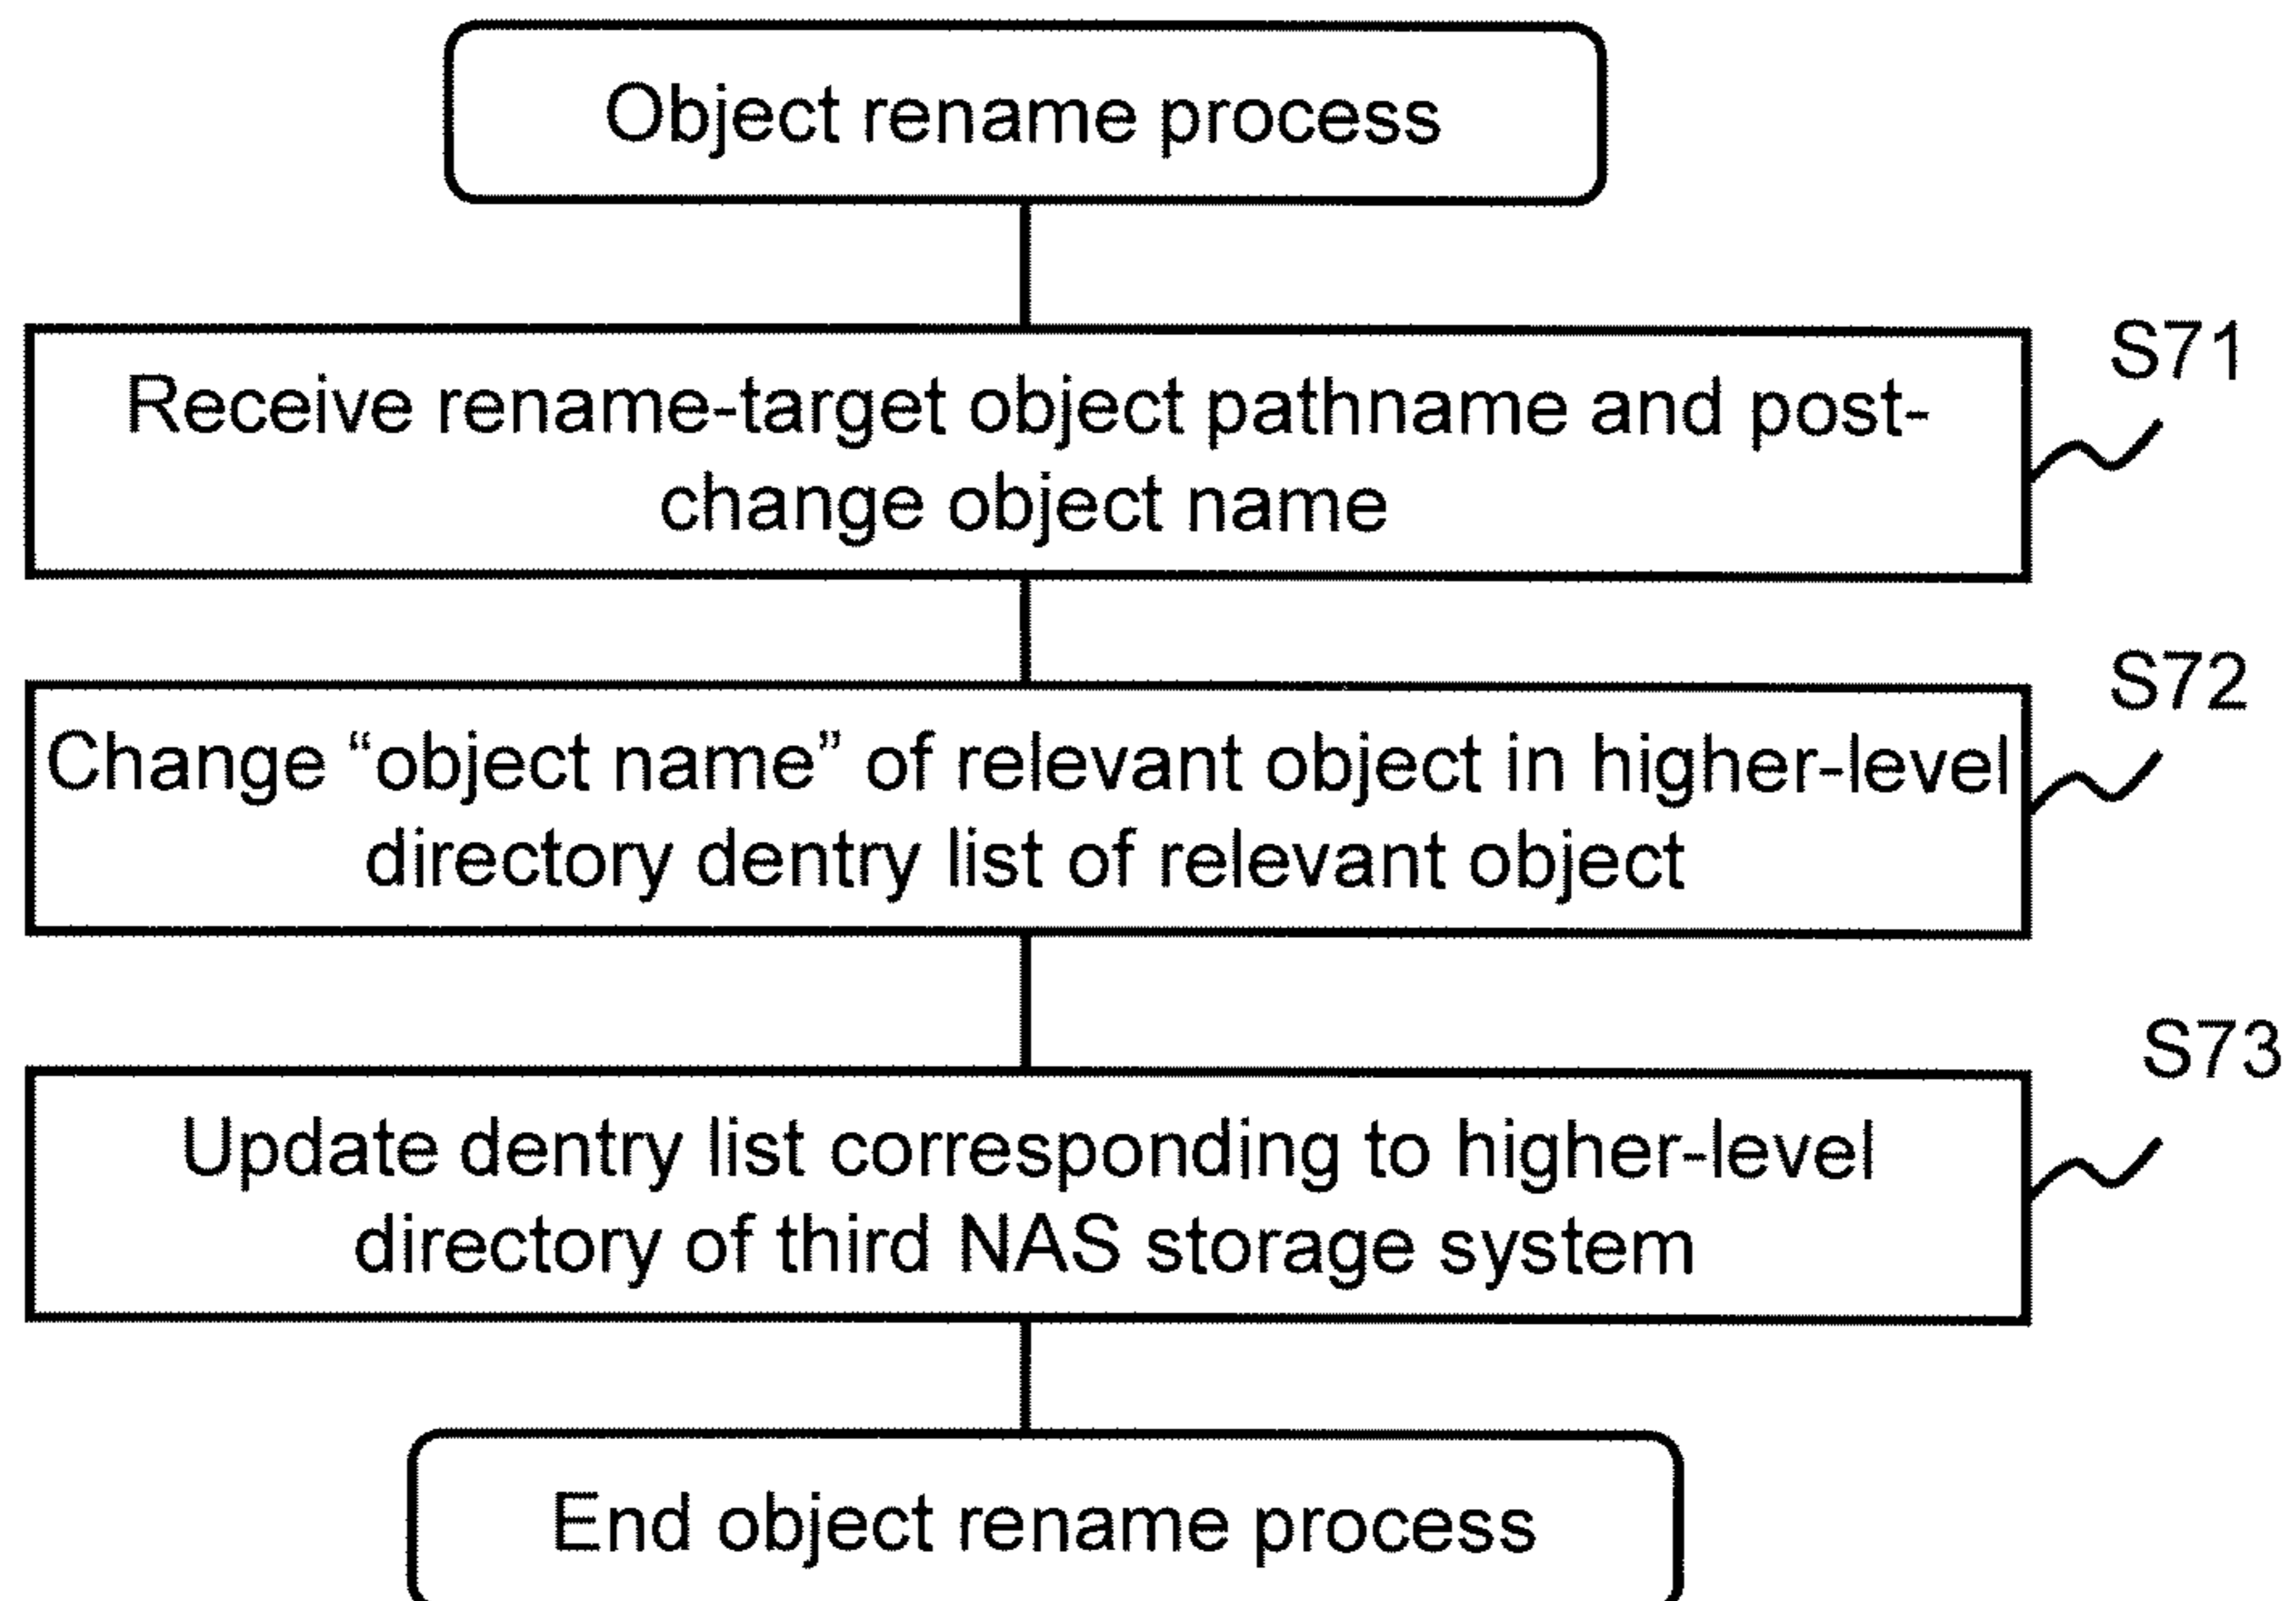 Object rename process
S71
Receive rename-target object pathname and post-
change object name
S72
Change “object name” of relevant object in higher-level
directory dentry list of relevant object
S73
Update dentry list corresponding to higher-level
directory of third NAS storage system
End object rename process